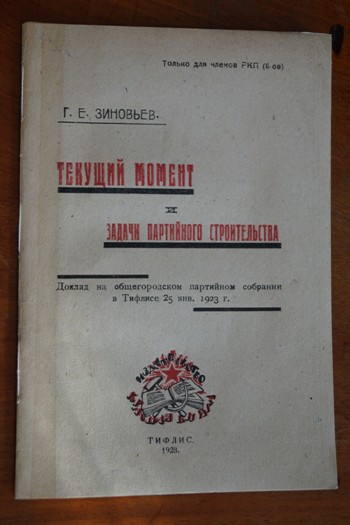 Только для членов РКП (б-ов)
Г. Е. ЗИНОВЬЕВ.
ТЕКУЩИЙ МОМЕНТ
и
ЗАДАЧИ ПАРТИЙНОГО СТРОИТЕЛЬСТВА
Доклад на общегородском партийном собрании
в Тифлисе 25 янв. 1923 г.
ИЗДАТЕЛЬСТВО
ТИФЛИС.
1923.